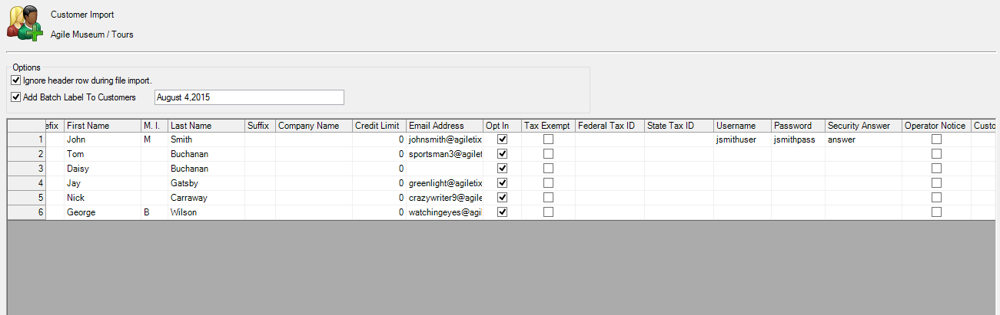 Customer Import
Agile Museum / Tours
Options
Ignore header row during file import.
Add Batch Label To Customers August 4,2015
efix First Name M. I. Last Name Suffix Company Name Credit Limit Email Address Opt In Tax Exempt Federal Tax ID State Tax ID Username Password Security Answer Operator Notice Custo
1 John M Smith 0 johnsmith@agiletix jsmithuser jsmithpass answer
2 Tom Buchanan 0 sportsman3@agilet
3 Daisy Buchanan 0
4 Jay Gatsby 0 greenlight@agiletix
5 Nick Carraway 0 crazywriter9@agile
6 George B Wilson 0 watchingeyes@agil